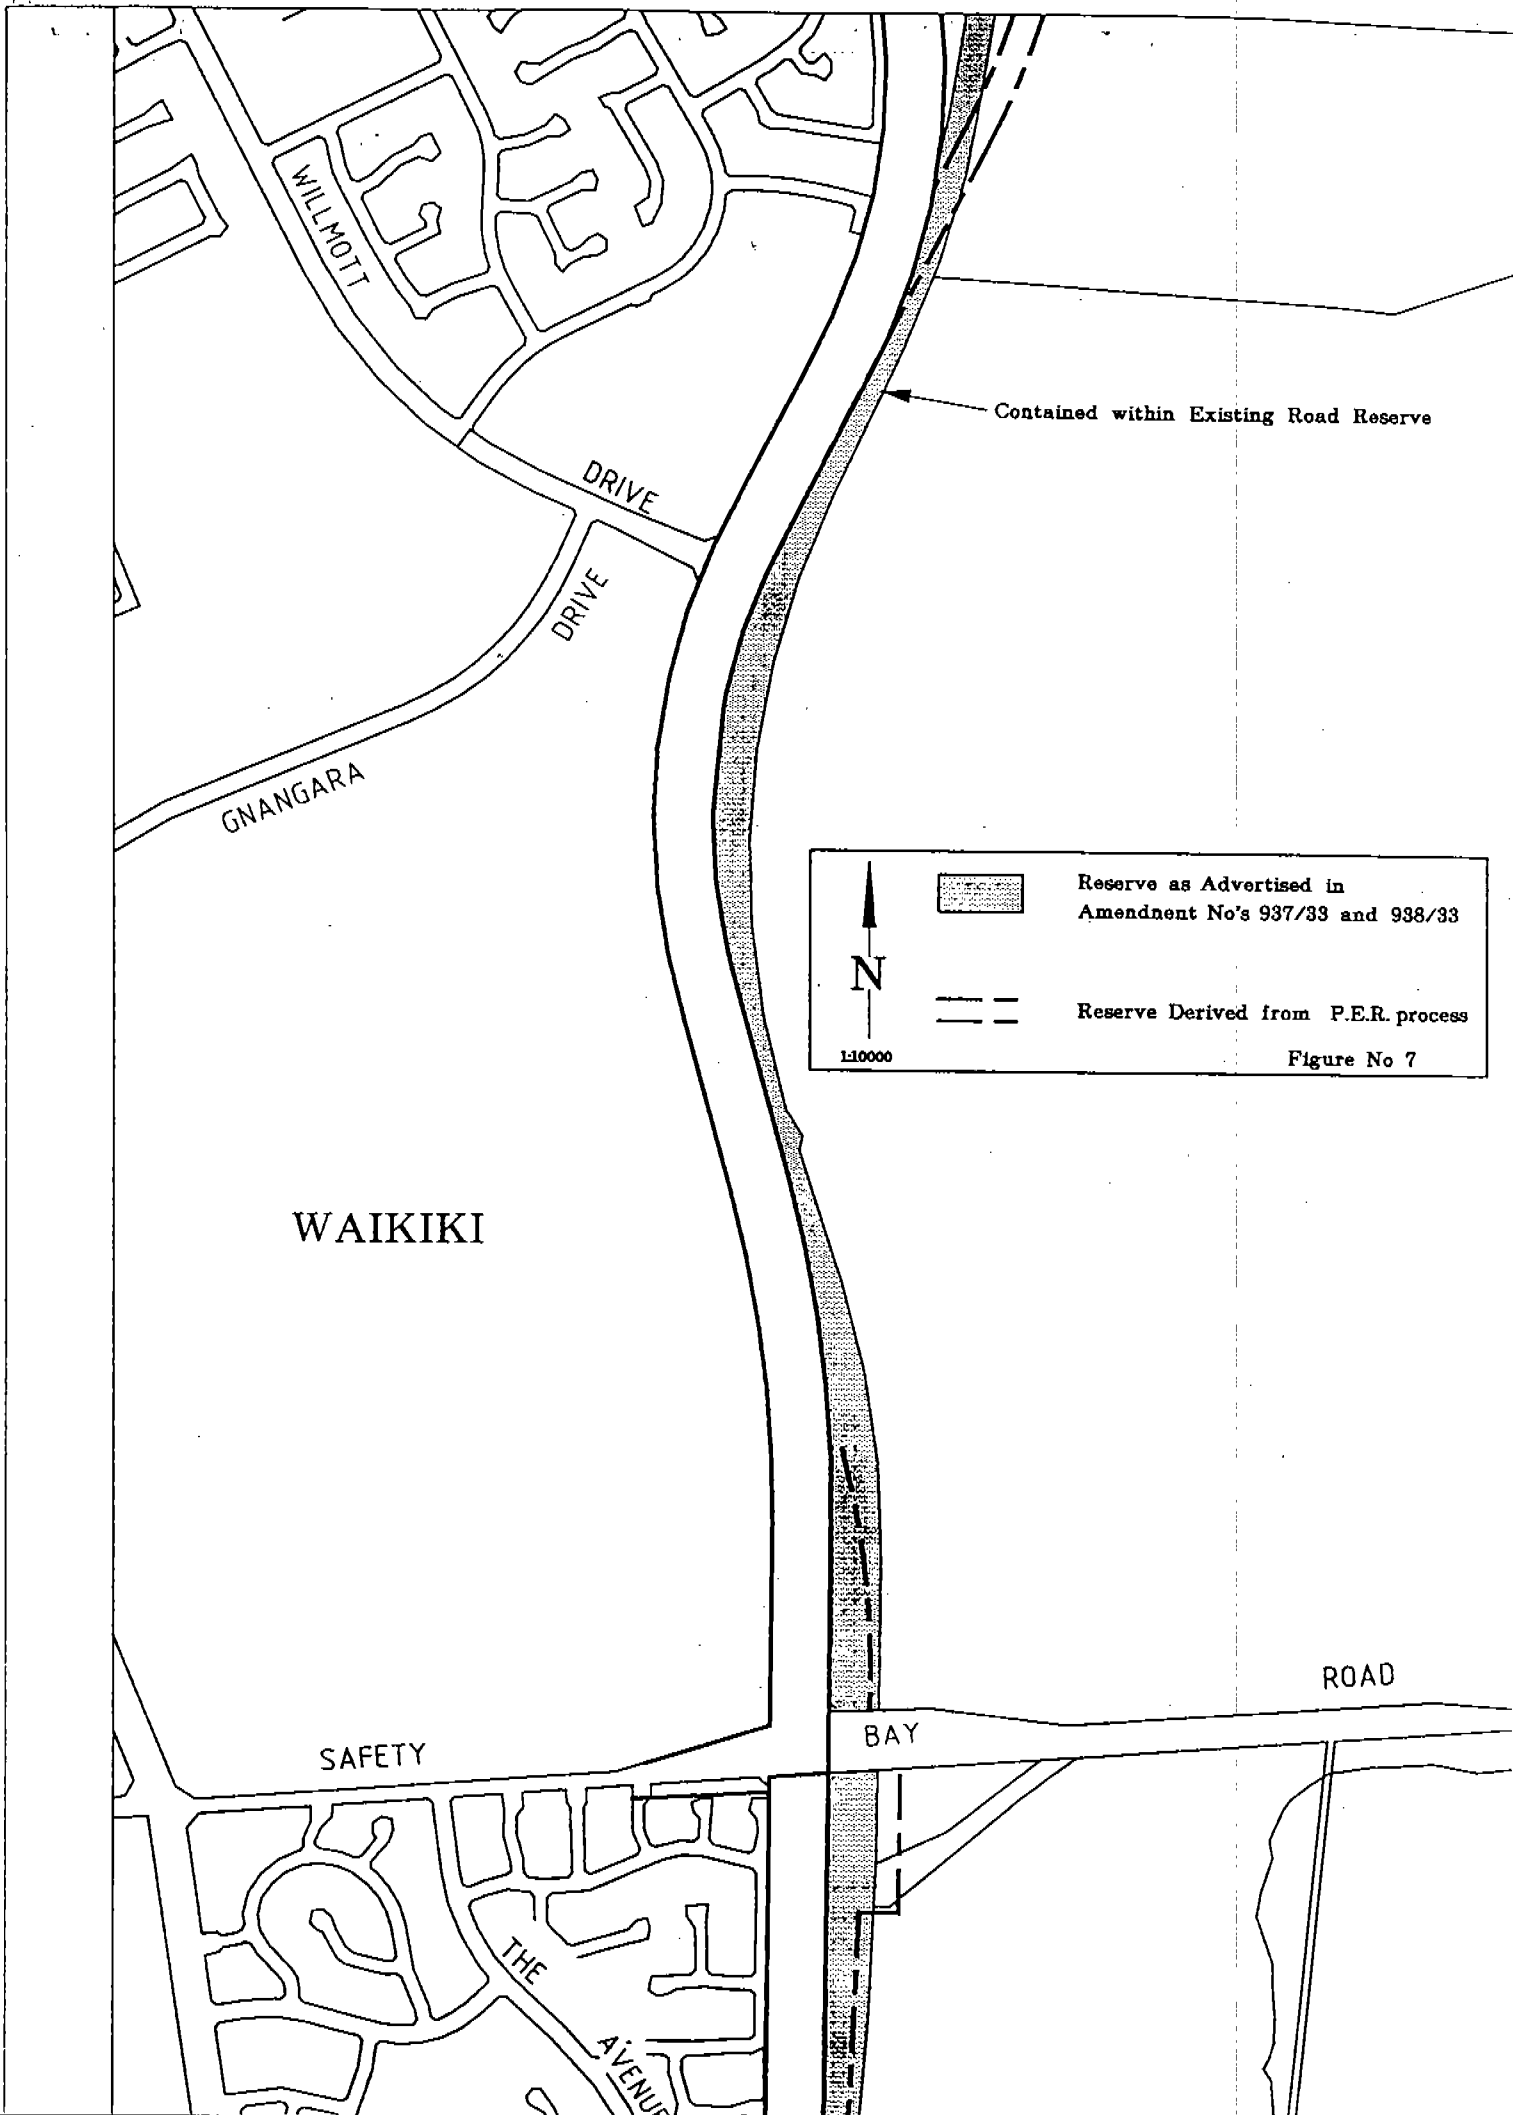 WILLMOTT
Contained within Existing Road Reserve
DRIVE
DRIVE
GNANGARA
Reserve as Advertised in
Amendnent No's 937/33 and 938/33
N
Reserve Derived from P.E.R. process
1:10000
Figure No 7
WAIKIKI
ROAD
BAY
SAFETY
THE
AVENUE